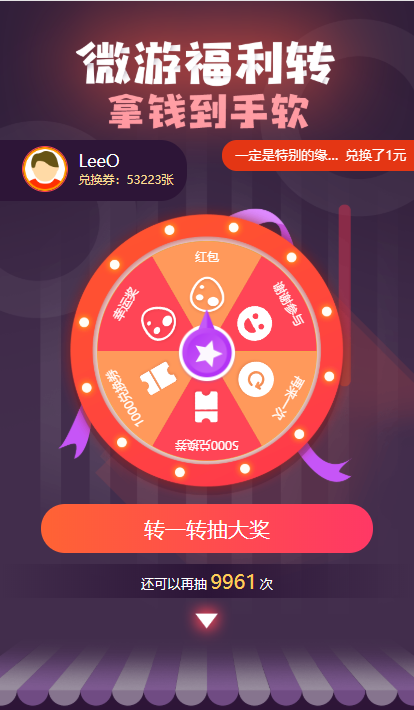 微游福利转
拿钱到手软
一定是特别的缘... 兑换了1元
LeeO
兑换券：53223张
红包
谢谢参与
再来一次
5000兑换券
1000兑换券
幸运奖
转一转抽大奖
还可以再抽 9961 次